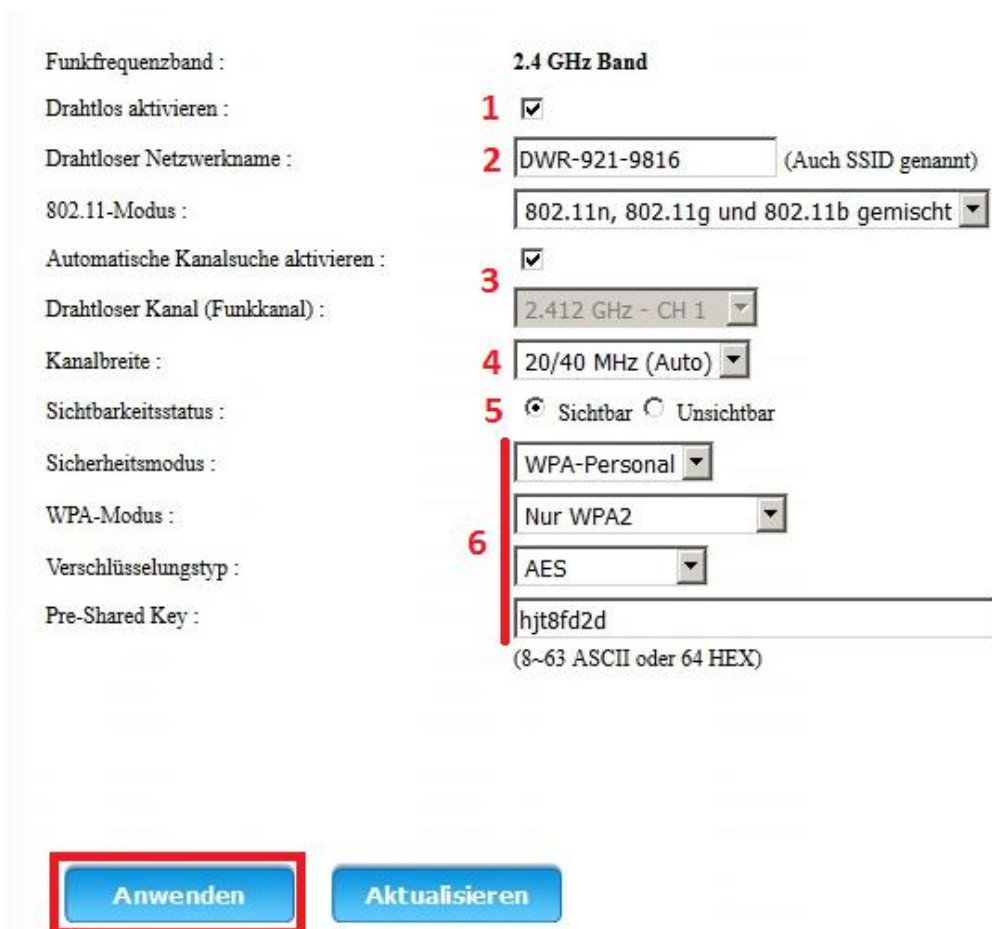 Funkfrequenzband : 2.4 GHz Band
Drahtlos aktivieren : 1
Drahtloser Netzwerkname : 2 DWR-921-9816 (Auch SSID genannt)
802.11-Modus : 802.11n, 802.11g und 802.11b gemischt
Automatische Kanalsuche aktivieren :
3
Drahtloser Kanal (Funkkanal) : 2.412 GHz - CH 1
Kanalbreite : 4 20/40 MHz (Auto)
Sichtbarkeitsstatus : 5 Sichtbar Unsichtbar
Sicherheitsmodus : WPA-Personal
WPA-Modus : Nur WPA2
6
Verschlüsselungstyp : AES
Pre-Shared Key : hjt8fd2d
(8~63 ASCII oder 64 HEX)
Anwenden Aktualisieren